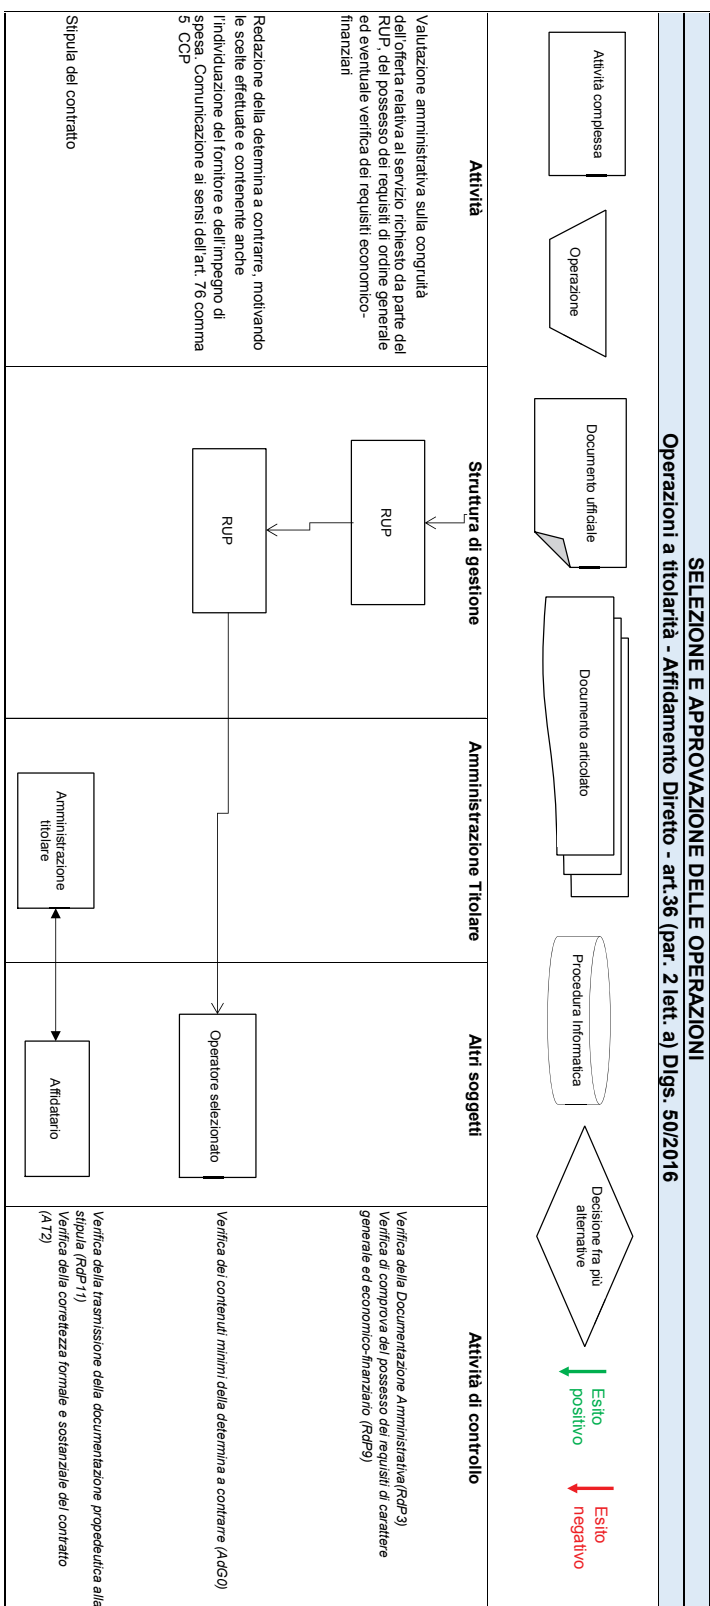 SELEZIONE E APPROVAZIONE DELLE OPERAZIONI
Operazioni a titolarità - Affidamento Diretto - art.36 (par. 2 lett. a) Dlgs. 50/2016
Attività complessa
Operazione
Documento ufficiale
Documento articolato
Procedura Informatica
Decisione fra più
alternative
Esito
positivo
Esito
negativo
Attività
Struttura di gestione
Amministrazione Titolare
Altri soggetti
Attività di controllo
Valutazione amministrativa sulla congruità
dell'offerta relativa al servizio richiesto da parte del
RUP, del possesso dei requisiti di ordine generale
ed eventuale verifica dei requisiti economico-
finanziari
RUP
Verifica della Documentazione Amministrativa(RdP3)
Verifica di comprova del possesso dei requisiti di carattere
generale ed economico-finanziario (RdP9)
Redazione della determina a contrarre, motivando
le scelte effettuate e contenente anche
l'individuazione del fornitore e dell'impegno di
spesa. Comunicazione ai sensi dell'art. 76 comma
5 CCP
RUP
Operatore selezionato
Verifica dei contenuti minimi della determina a contrarre (AdG0)
Stipula del contratto
Amministrazione
titolare
Affidatario
Verifica della trasmissione della documentazione propedeutica alla
stipula (RdP11)
Verifica della correttezza formale e sostanziale del contratto
(AT2)